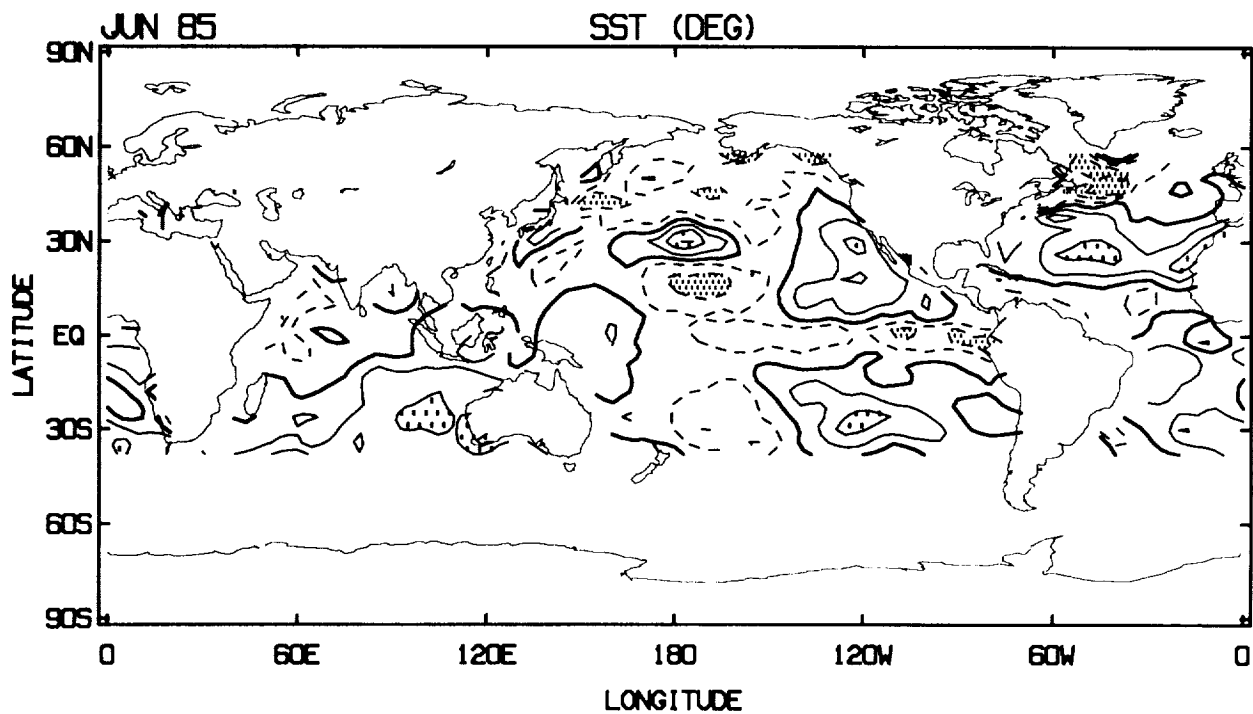 JUN 85 SST (DEG)
90N
60N
30N
EQ
30S
60S
90S
LATITUDE
0 60E 120E 180 120W 60W 0
LONGITUDE